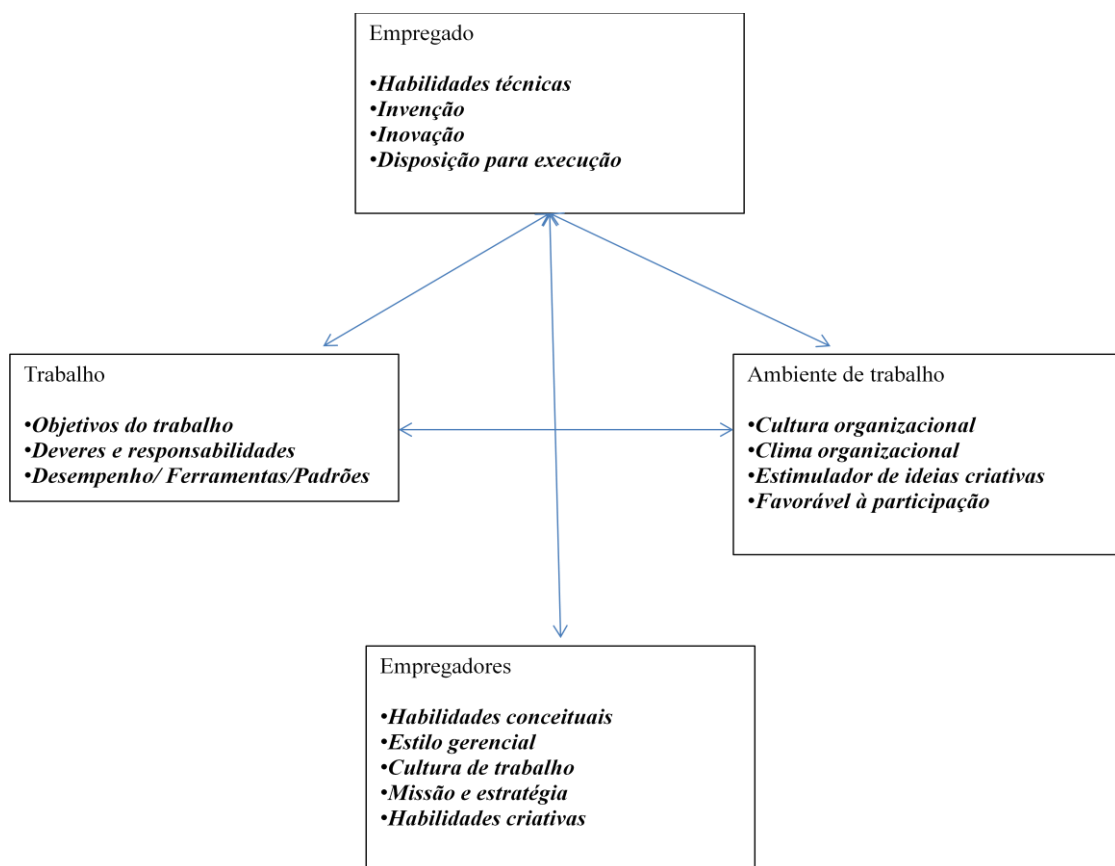 Empregado
•Habilidades técnicas
•Invenção
•Inovação
•Disposição para execução
Trabalho
•Objetivos do trabalho
•Deveres e responsabilidades
•Desempenho/ Ferramentas/Padrões
Ambiente de trabalho
•Cultura organizacional
•Clima organizacional
•Estimulador de ideias criativas
•Favorável à participação
Empregadores
•Habilidades conceituais
•Estilo gerencial
•Cultura de trabalho
•Missão e estratégia
•Habilidades criativas